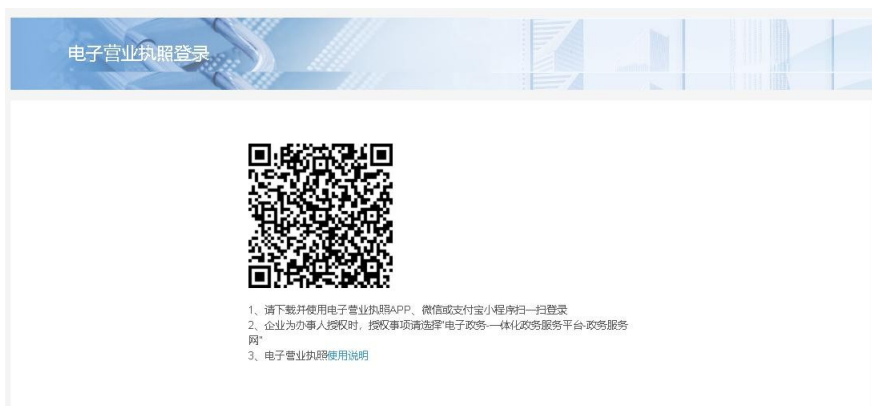 电子营业执照登录
1、请下载并使用电子营业执照APP、微信或支付宝小程序扫一扫登录
2、企业为办事人授权时，授权事项请选择“电子政务-一体化政务服务平台-政务服务
网”
3、电子营业执照使用说明